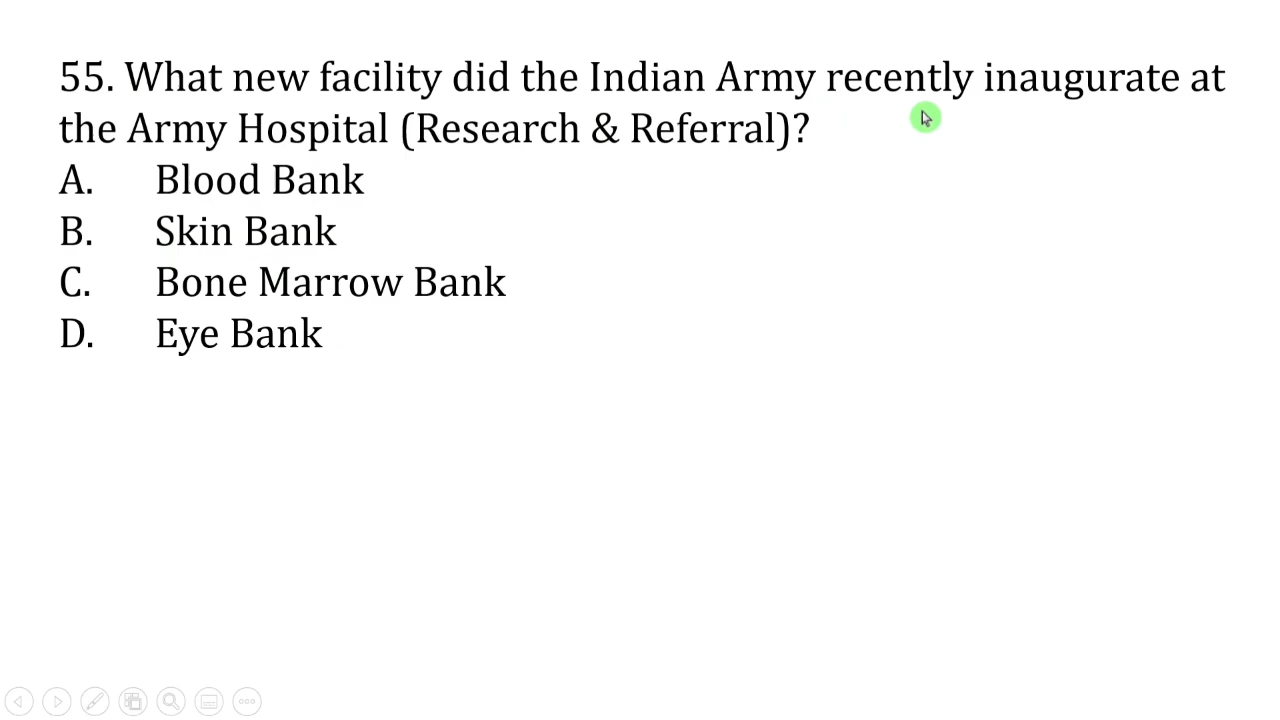 55. What new facility did the Indian Army recently inaugurate at
the Army Hospital (Research & Referral)?
A. Blood Bank
B. Skin Bank
C. Bone Marrow Bank
D. Eye Bank